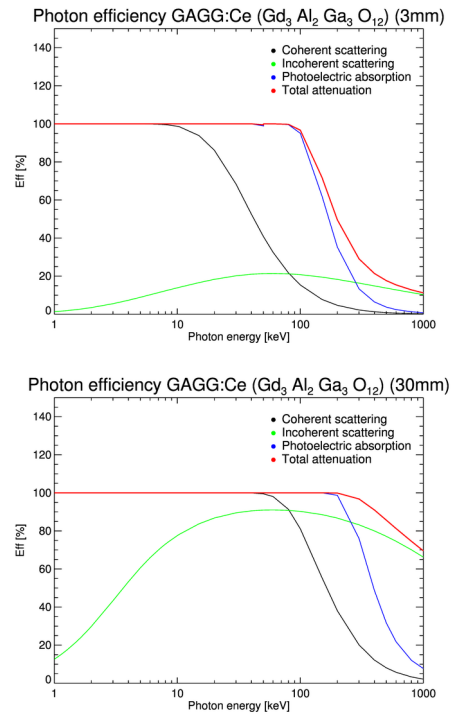 Photon efficiency GAGG:Ce (Gd₃ Al₂ Ga₃ O₁₂) (3mm)
140
120
100
80
60
40
20
0
Eff [%]
Coherent scattering
Incoherent scattering
Photoelectric absorption
Total attenuation
1
10
100
1000
Photon energy [keV]
Photon efficiency GAGG:Ce (Gd₃ Al₂ Ga₃ O₁₂) (30mm)
140
120
100
80
60
40
20
0
Eff [%]
Coherent scattering
Incoherent scattering
Photoelectric absorption
Total attenuation
1
10
100
1000
Photon energy [keV]